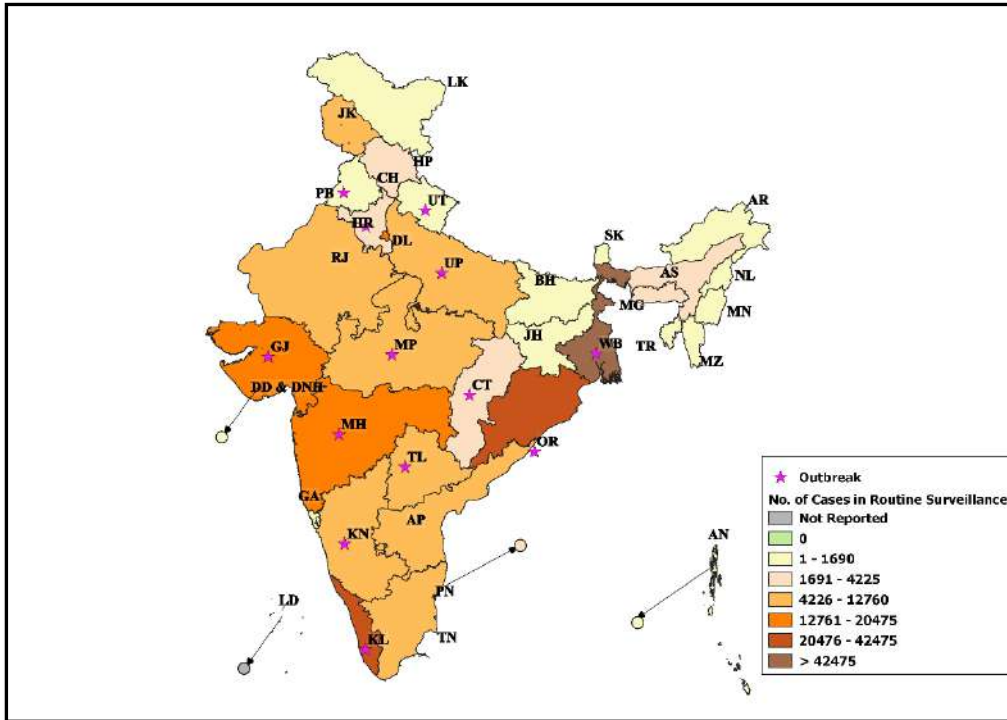 LK
JK
HP
CH
PB
UT
AR
HR
SK
DL
RJ
AS
NL
UP
BH
MG
MN
JH
TR
GJ
MP
WB
MZ
DD & DNH
CT
MH
OR
TL
GA
AP
KN
AN
PN
LD
TN
KL
Outbreak
No. of Cases in Routine Surveillance
Not Reported
0
1 - 1690
1691 - 4225
4226 - 12760
12761 - 20475
20476 - 42475
> 42475